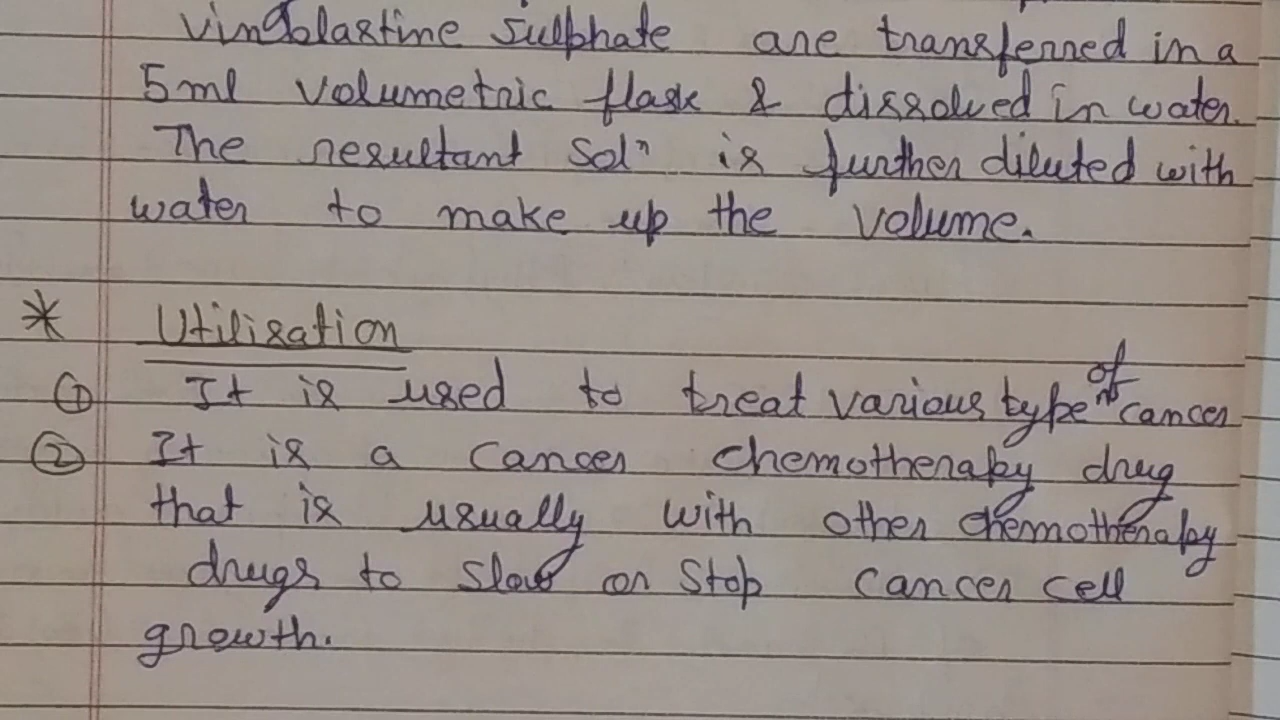 vinblastine sulphate are transferred in a
5ml volumetric flask & dissolved in water.
The resultant solⁿ is further diluted with
water to make up the volume.
* Utilisation
① It is used to treat various type of cancer
② It is a cancer chemotherapy drug
that is usually with other chemotherapy
drugs to slow or stop cancer cell
growth.